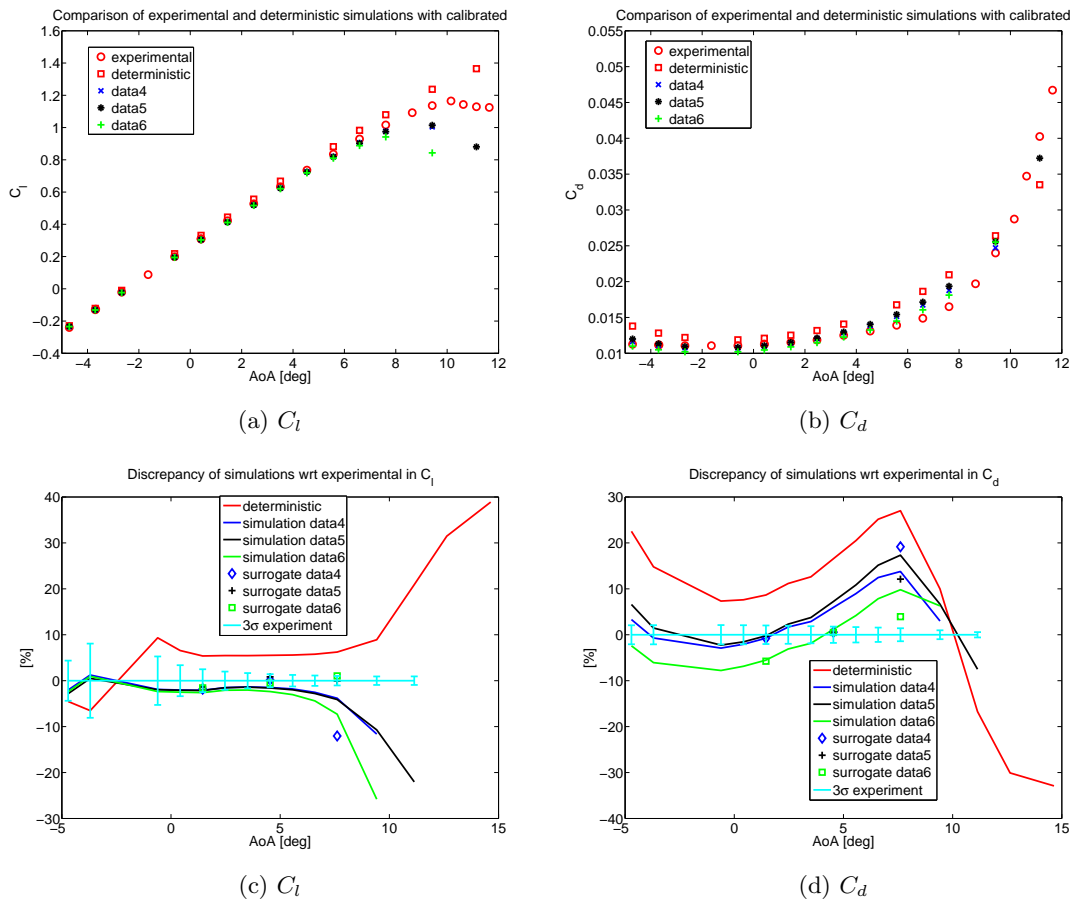 Comparison of experimental and deterministic simulations with calibrated
1.6
1.4
1.2
1
0.8
0.6
0.4
0.2
0
−0.2
−0.4
C_l
experimental
deterministic
data4
data5
data6
−4 −2 0 2 4 6 8 10 12
AoA [deg]
(a) C_l
Comparison of experimental and deterministic simulations with calibrated
0.055
0.05
0.045
0.04
0.035
0.03
0.025
0.02
0.015
0.01
C_d
experimental
deterministic
data4
data5
data6
−4 −2 0 2 4 6 8 10 12
AoA [deg]
(b) C_d
Discrepancy of simulations wrt experimental in C_l
40
30
20
10
0
−10
−20
−30
[%]
deterministic
simulation data4
simulation data5
simulation data6
surrogate data4
surrogate data5
surrogate data6
3σ experiment
−5 0 5 10 15
AoA [deg]
(c) C_l
Discrepancy of simulations wrt experimental in C_d
40
30
20
10
0
−10
−20
−30
−40
[%]
deterministic
simulation data4
simulation data5
simulation data6
surrogate data4
surrogate data5
surrogate data6
3σ experiment
−5 0 5 10 15
AoA [deg]
(d) C_d